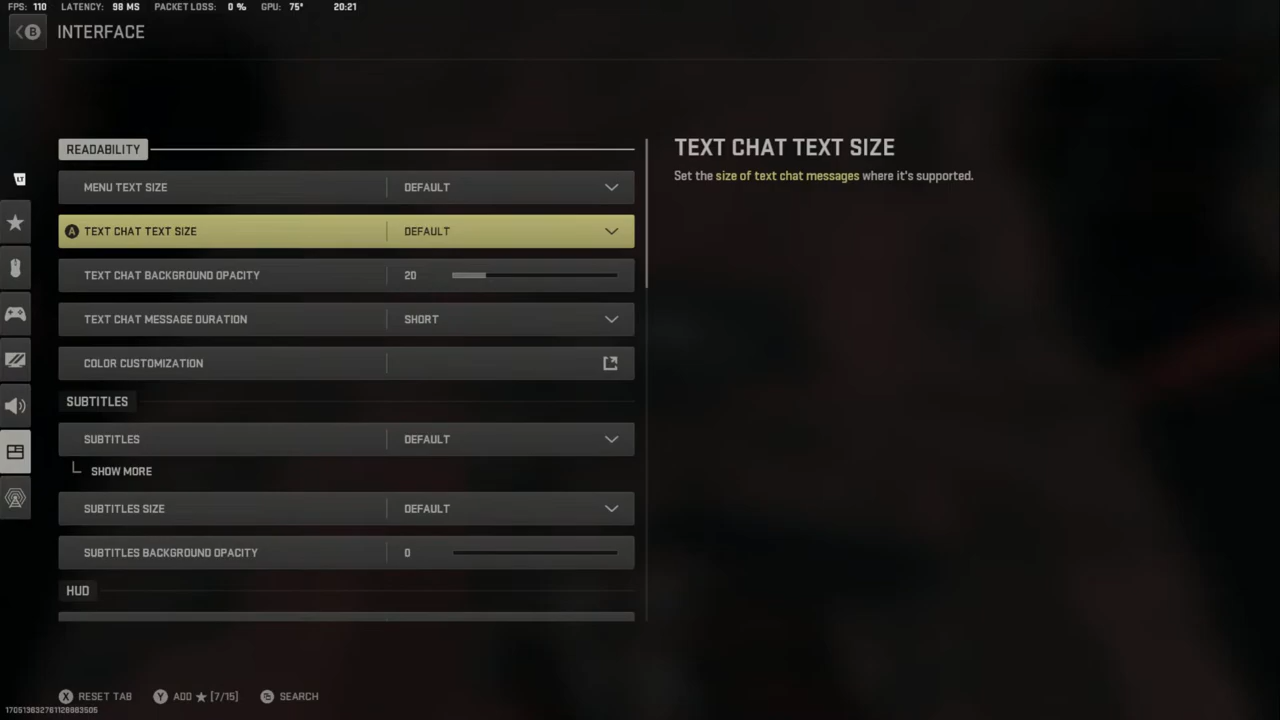 FPS: 110 LATENCY: 98 MS PACKET LOSS: 0 % GPU: 75° 20:21
B INTERFACE
READABILITY
MENU TEXT SIZE DEFAULT
A TEXT CHAT TEXT SIZE DEFAULT
TEXT CHAT BACKGROUND OPACITY 20
TEXT CHAT MESSAGE DURATION SHORT
COLOR CUSTOMIZATION
SUBTITLES
SUBTITLES DEFAULT
SHOW MORE
SUBTITLES SIZE DEFAULT
SUBTITLES BACKGROUND OPACITY 0
HUD
LT
TEXT CHAT TEXT SIZE
Set the size of text chat messages where it's supported.
X RESET TAB Y ADD ★ [7/15] SEARCH